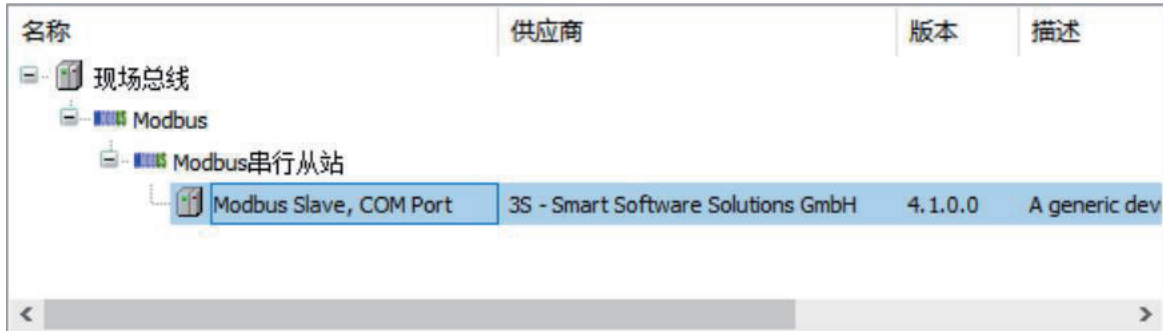 名称 供应商 版本 描述
现场总线
Modbus
Modbus串行从站
Modbus Slave, COM Port 3S - Smart Software Solutions GmbH 4.1.0.0 A generic dev